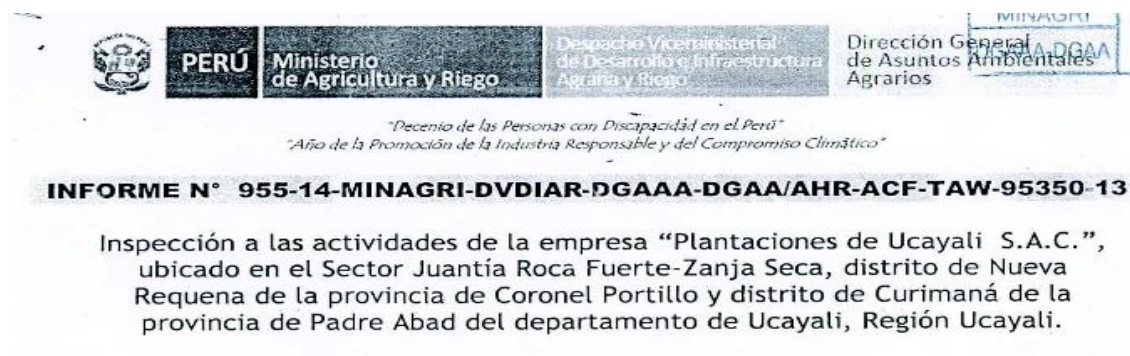 MINAGRI
PERÚ
Ministerio
de Agricultura y Riego
Despacho Viceministerial
de Desarrollo e Infraestructura
Agraria y Riego
Dirección General
de Asuntos Ambientales
Agrarios
DGAA
"Decenio de las Personas con Discapacidad en el Perú"
"Año de la Promoción de la Industria Responsable y del Compromiso Climático"
INFORME N° 955-14-MINAGRI-DVDIAR-DGAAA-DGAA/AHR-ACF-TAW-95350-13
Inspección a las actividades de la empresa "Plantaciones de Ucayali S.A.C.",
ubicado en el Sector Juantía Roca Fuerte-Zanja Seca, distrito de Nueva
Requena de la provincia de Coronel Portillo y distrito de Curimaná de la
provincia de Padre Abad del departamento de Ucayali, Región Ucayali.